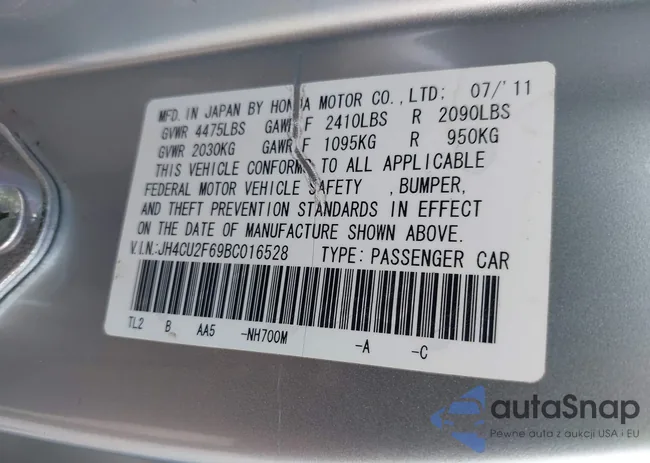 MFD. IN JAPAN BY HONDA MOTOR CO., LTD; 07/'11
GVWR 4475LBS GAWR F 2410LBS R 2090LBS
GVWR 2030KG GAWR F 1095KG R 950KG
THIS VEHICLE CONFORMS TO ALL APPLICABLE
FEDERAL MOTOR VEHICLE SAFETY , BUMPER,
AND THEFT PREVENTION STANDARDS IN EFFECT
ON THE DATE OF MANUFACTURE SHOWN ABOVE.
V.I.N:JH4CU2F69BC016528 TYPE: PASSENGER CAR
TL2 B AA5 -NH700M -A -C
autaSnap
Pewne auta z aukcji USA i EU